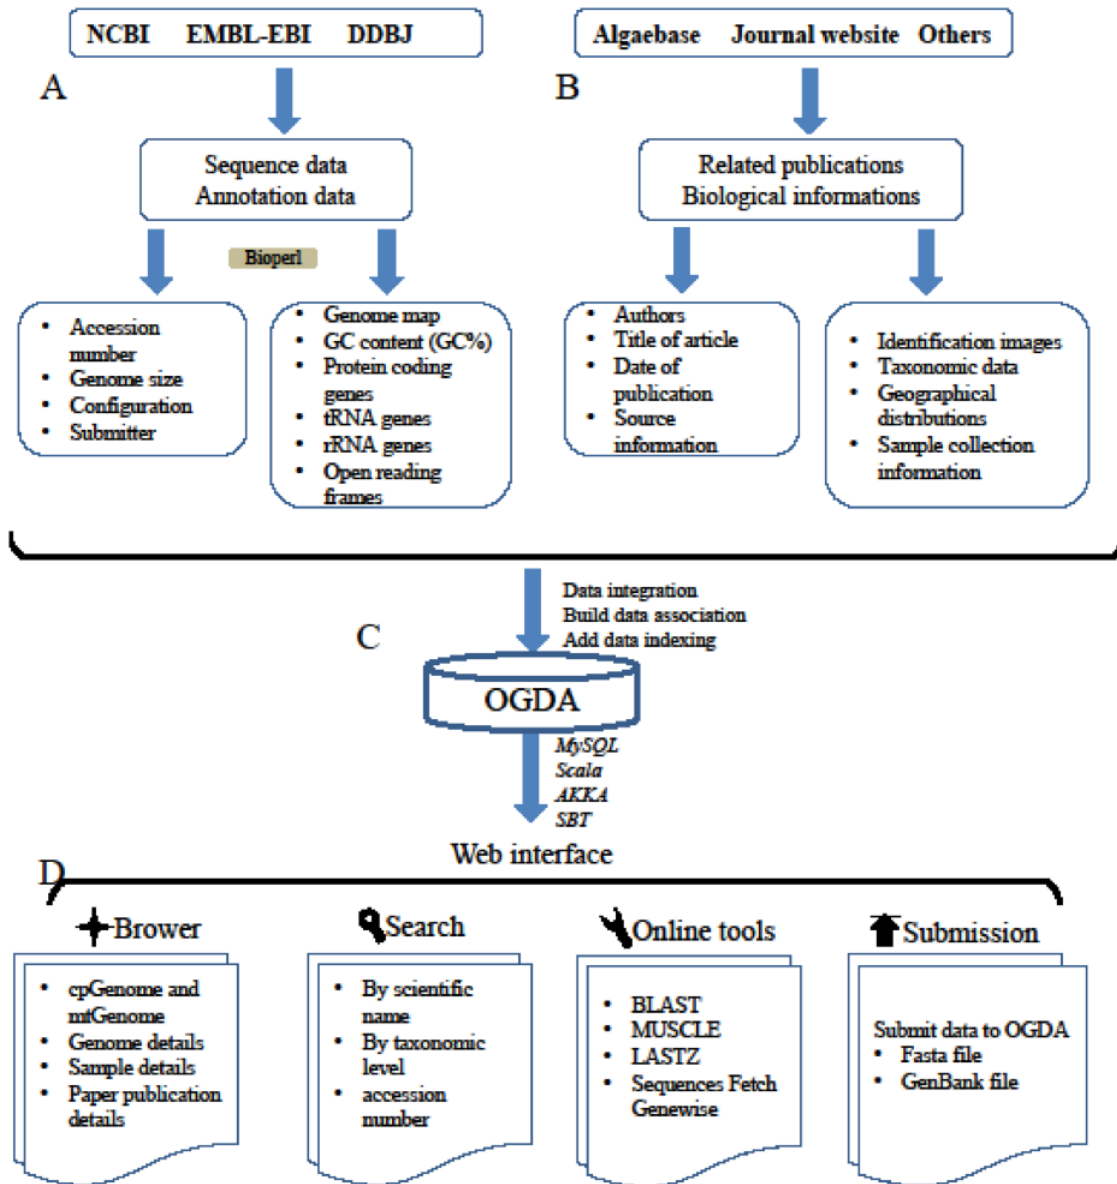 NCBI EMBL-EBI DDBJ
Algaebase Journal website Others
A
B
Sequence data
Annotation data
Related publications
Biological informations
Bioperl
• Accession
number
• Genome size
• Configuration
• Submitter
• Genome map
• GC content (GC%)
• Protein coding
genes
• tRNA genes
• rRNA genes
• Open reading
frames
• Authors
• Title of article
• Date of
publication
• Source
information
• Identification images
• Taxonomic data
• Geographical
distributions
• Sample collection
information
Data integration
Build data association
Add data indexing
C
OGDA
MySQL
Scala
AKKA
SBT
Web interface
D
Brower
• cpGenome and
mtGenome
• Genome details
• Sample details
• Paper publication
details
Search
• By scientific
name
• By taxonomic
level
• accession
number
Online tools
• BLAST
• MUSCLE
• LASTZ
• Sequences Fetch
Genewise
Submission
Submit data to OGDA
• Fasta file
• GenBank file